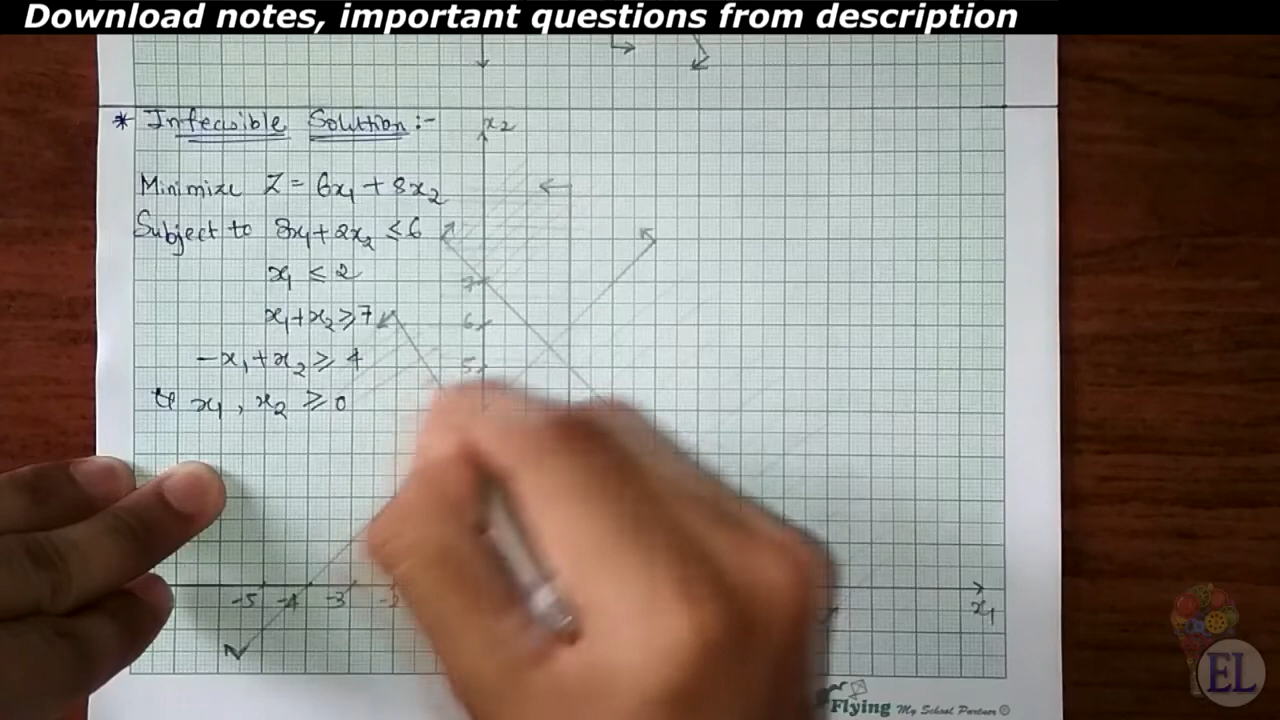 Download notes, important questions from description
* Infeasible Solution :-
x2
Minimize Z = 6x1 + 8x2
Subject to 3x1 + 2x2 ≤ 6
x1 ≤ 2
7
x1 + x2 ≥ 7
6
-x1 + x2 ≥ 4
5
x1, x2 ≥ 0
-5 -4 -3 -2
x1
Flying My School Partner
EL